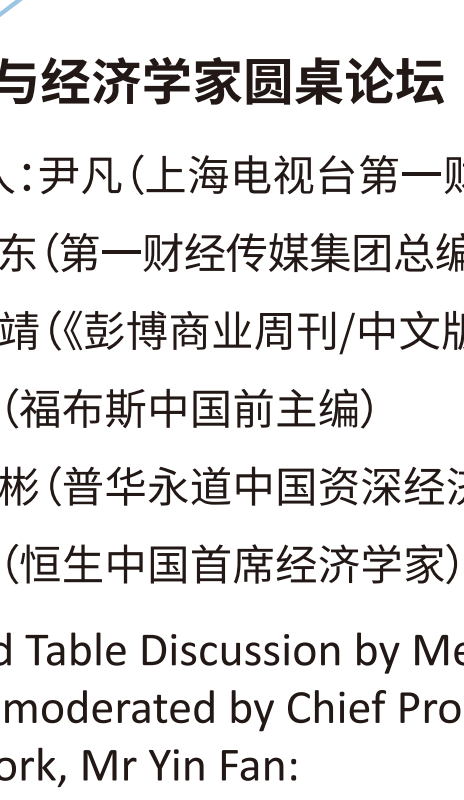 与经济学家圆桌论坛
人：尹凡（上海电视台第一财
东（第一财经传媒集团总编
靖（《彭博商业周刊/中文版
（福布斯中国前主编）
彬（普华永道中国资深经济
（恒生中国首席经济学家）
d Table Discussion by Me
moderated by Chief Pro
ork, Mr Yin Fan: